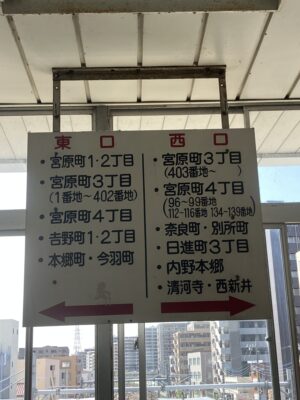 東口
・宮原町1・2丁目
・宮原町3丁目
(1番地〜402番地)
・宮原町4丁目
・吉野町1・2丁目
・本郷町・今羽町
西口
・宮原町3丁目
(403番地〜　)
・宮原町4丁目
(96〜99番地
112-116番地 134-139番地)
・奈良町・別所町
・日進町3丁目
・内野本郷
・清河寺・西新井